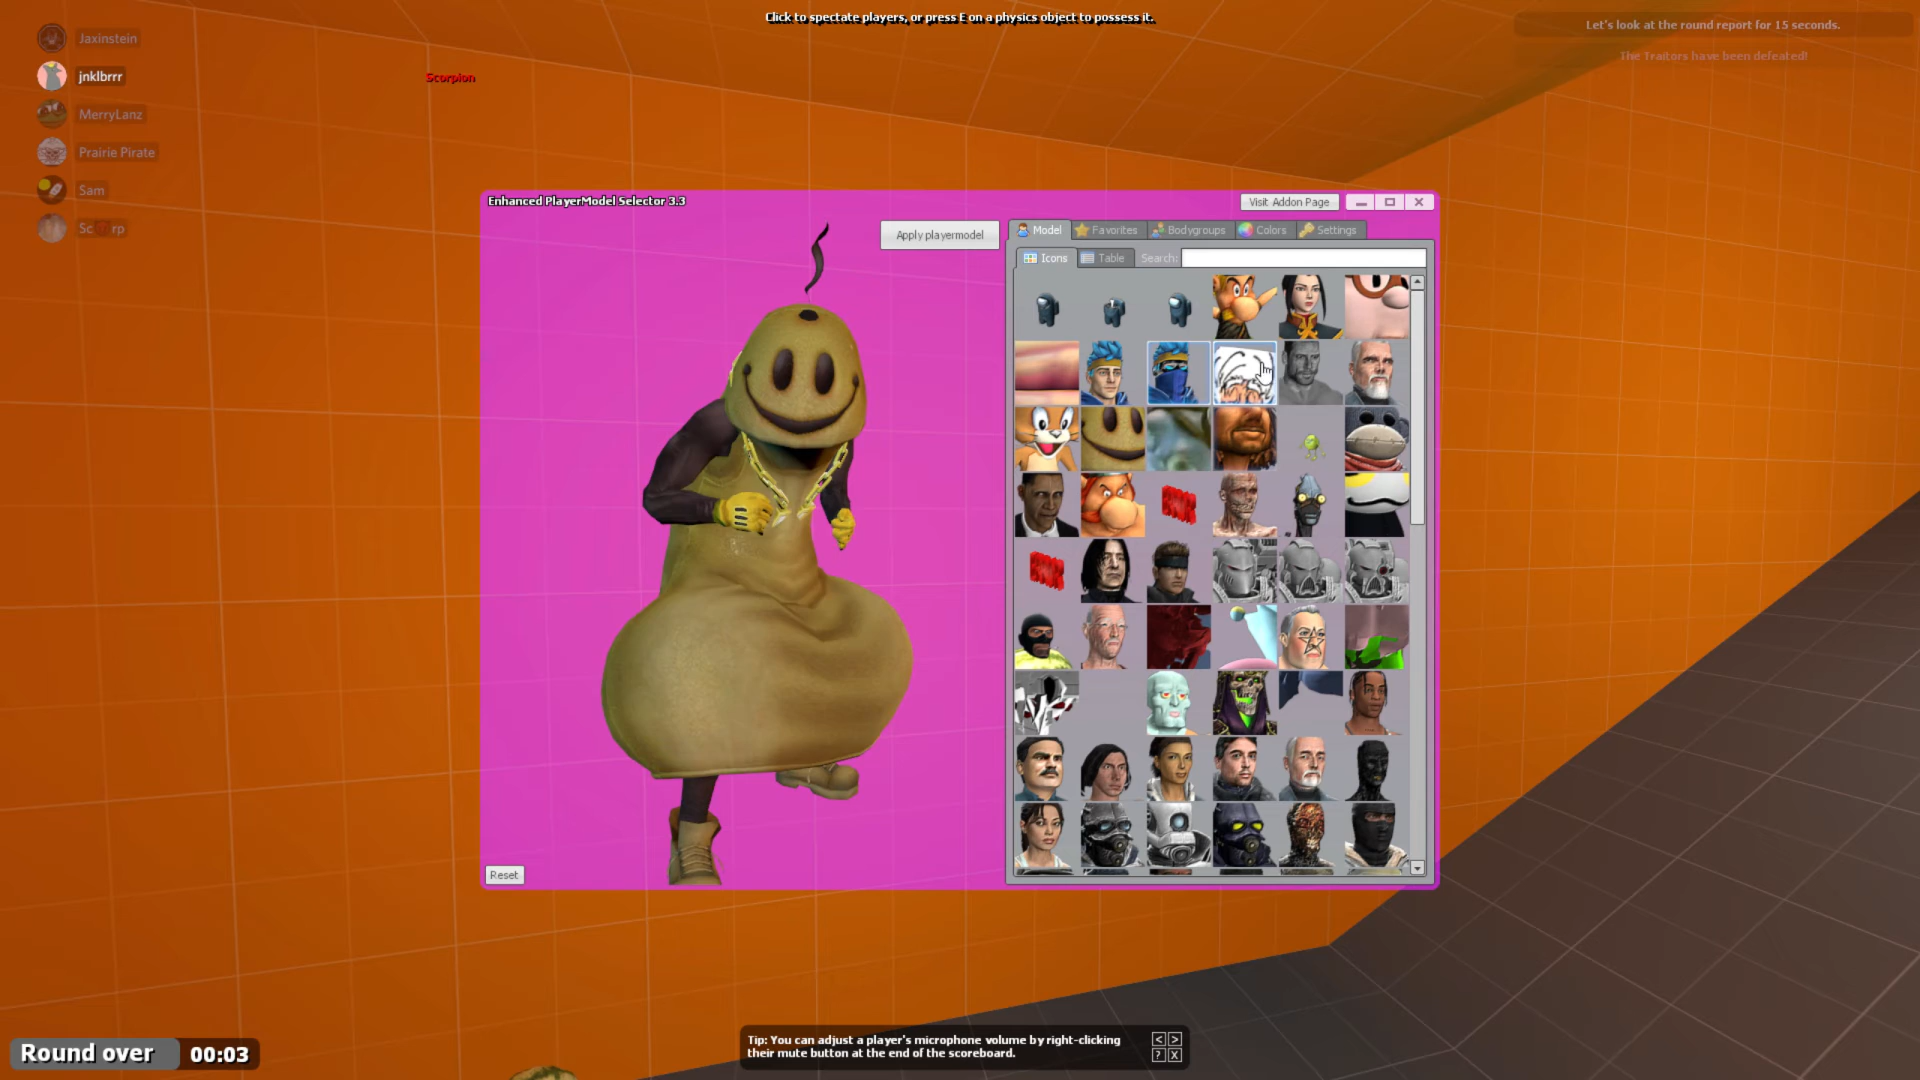 Click to spectate players, or press E on a physics object to possess it.
Let's look at the round report for 15 seconds.
The Traitors have been defeated!
Jaxinstein
jnklbrrr
MerryLanz
Prairie Pirate
Sam
Scorpion
Enhanced PlayerModel Selector 3.3
Visit Addon Page
Apply playermodel
Model
Favorites
Bodygroups
Colors
Settings
Icons
Table
Search:
Reset
Round over
00:03
Tip: You can adjust a player's microphone volume by right-clicking
their mute button at the end of the scoreboard.
< >
? X